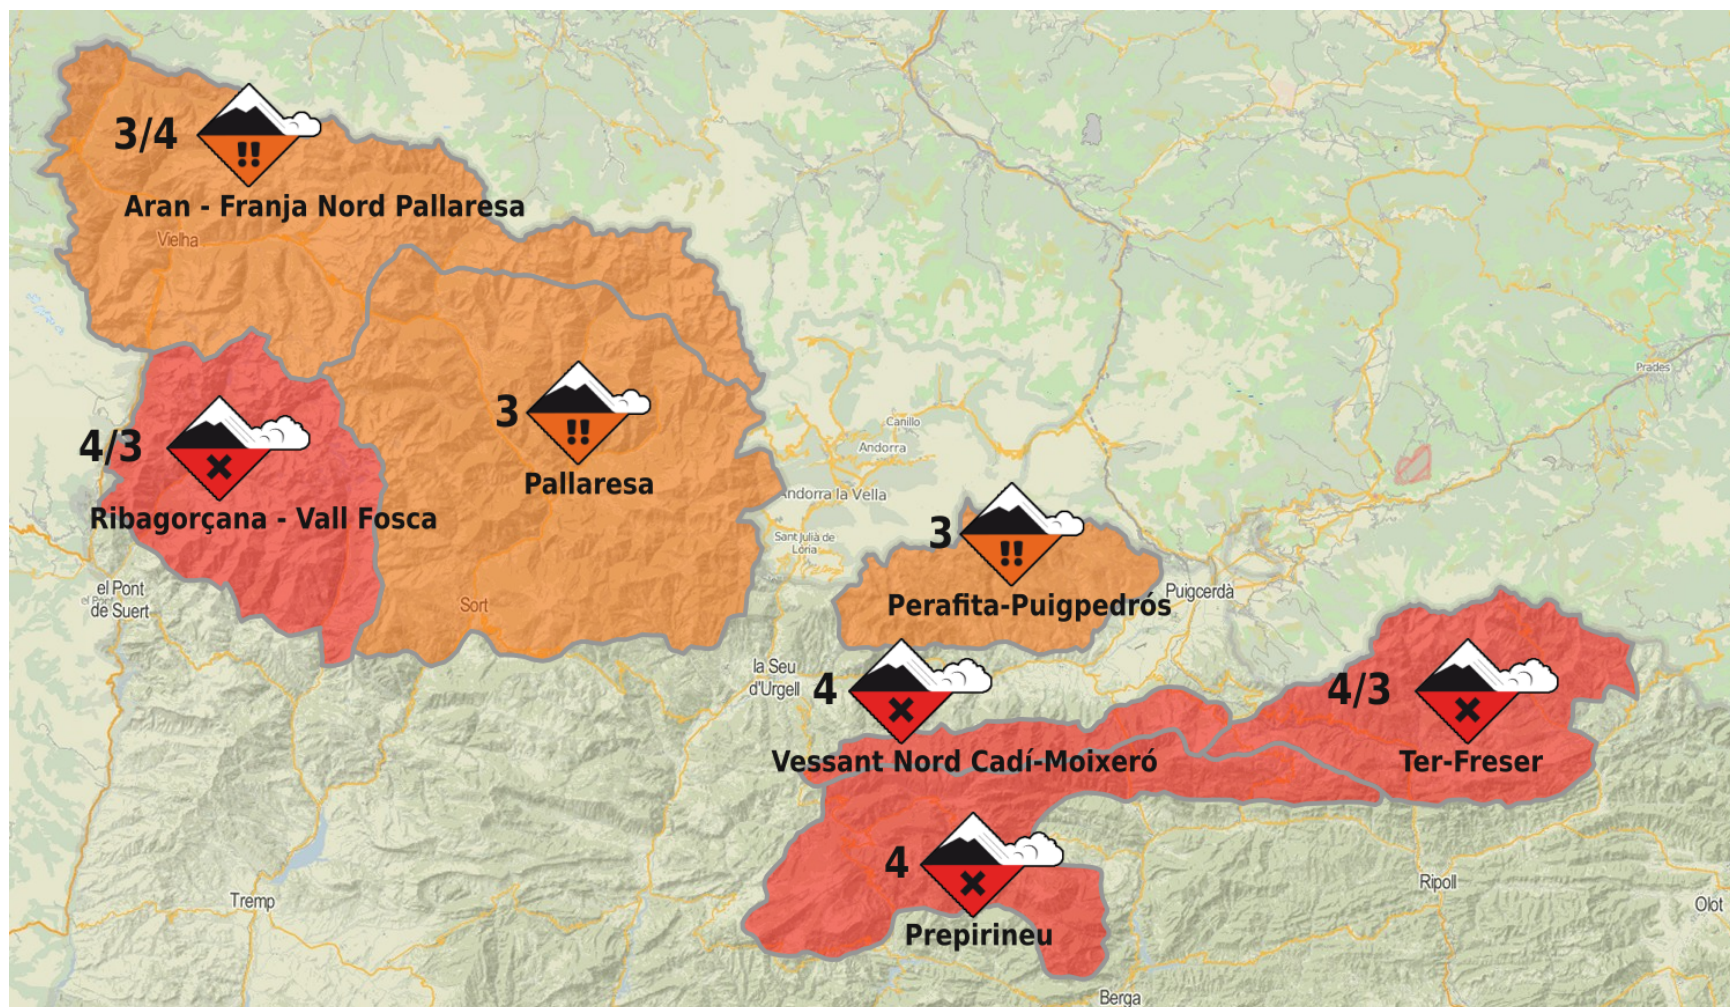 3/4
!!
Aran - Franja Nord Pallaresa
Vielha
3
!!
Pallaresa
4/3
Ribagorçana - Vall Fosca
Prades
Canillo
Andorra
Andorra la Vella
Sant Julià de
Lòria
3
!!
Perafita-Puigpedrós
Puigcerdà
el Pont
de Suert
Sort
la Seu
d'Urgell
4
Vessant Nord Cadí-Moixeró
4/3
Ter-Freser
4
Prepirineu
Tremp
Ripoll
Olot
Berga